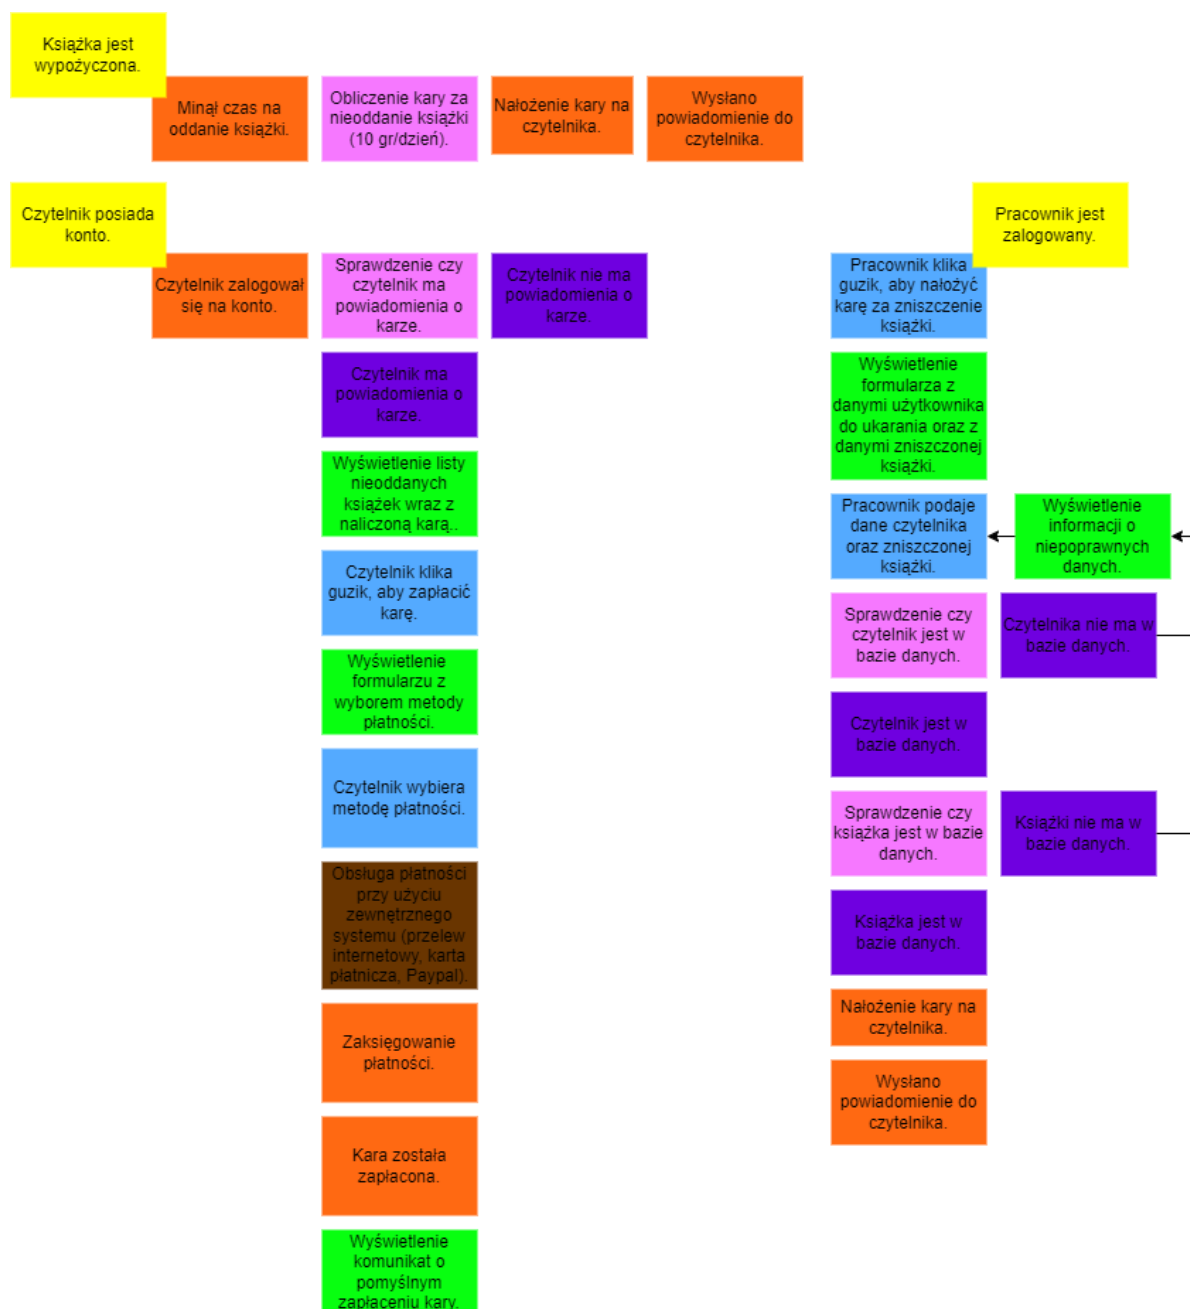 Książka jest
wypożyczona.
Minął czas na
oddanie książki.
Obliczenie kary za
nieoddanie książki
(10 gr/dzień).
Nałożenie kary na
czytelnika.
Wysłano
powiadomienie do
czytelnika.
Czytelnik posiada
konto.
Czytelnik zalogował
się na konto.
Sprawdzenie czy
czytelnik ma
powiadomienia o
karze.
Czytelnik nie ma
powiadomienia o
karze.
Czytelnik ma
powiadomienia o
karze.
Wyświetlenie listy
nieoddanych
książek wraz z
naliczoną karą..
Czytelnik klika
guzik, aby zapłacić
karę.
Wyświetlenie
formularzu z
wyborem metody
płatności.
Czytelnik wybiera
metodę płatności.
Obsługa płatności
przy użyciu
zewnętrznego
systemu (przelew
internetowy, karta
płatnicza, Paypal).
Zaksięgowanie
płatności.
Kara została
zapłacona.
Wyświetlenie
komunikat o
pomyślnym
zapłaceniu kary.
Pracownik jest
zalogowany.
Pracownik klika
guzik, aby nałożyć
karę za zniszczenie
książki.
Wyświetlenie
formularza z
danymi użytkownika
do ukarania oraz z
danymi zniszczonej
książki.
Pracownik podaje
dane czytelnika
oraz zniszczonej
książki.
Wyświetlenie
informacji o
niepoprawnych
danych.
Sprawdzenie czy
czytelnik jest w
bazie danych.
Czytelnika nie ma w
bazie danych.
Czytelnik jest w
bazie danych.
Sprawdzenie czy
książka jest w bazie
danych.
Książki nie ma w
bazie danych.
Książka jest w
bazie danych.
Nałożenie kary na
czytelnika.
Wysłano
powiadomienie do
czytelnika.